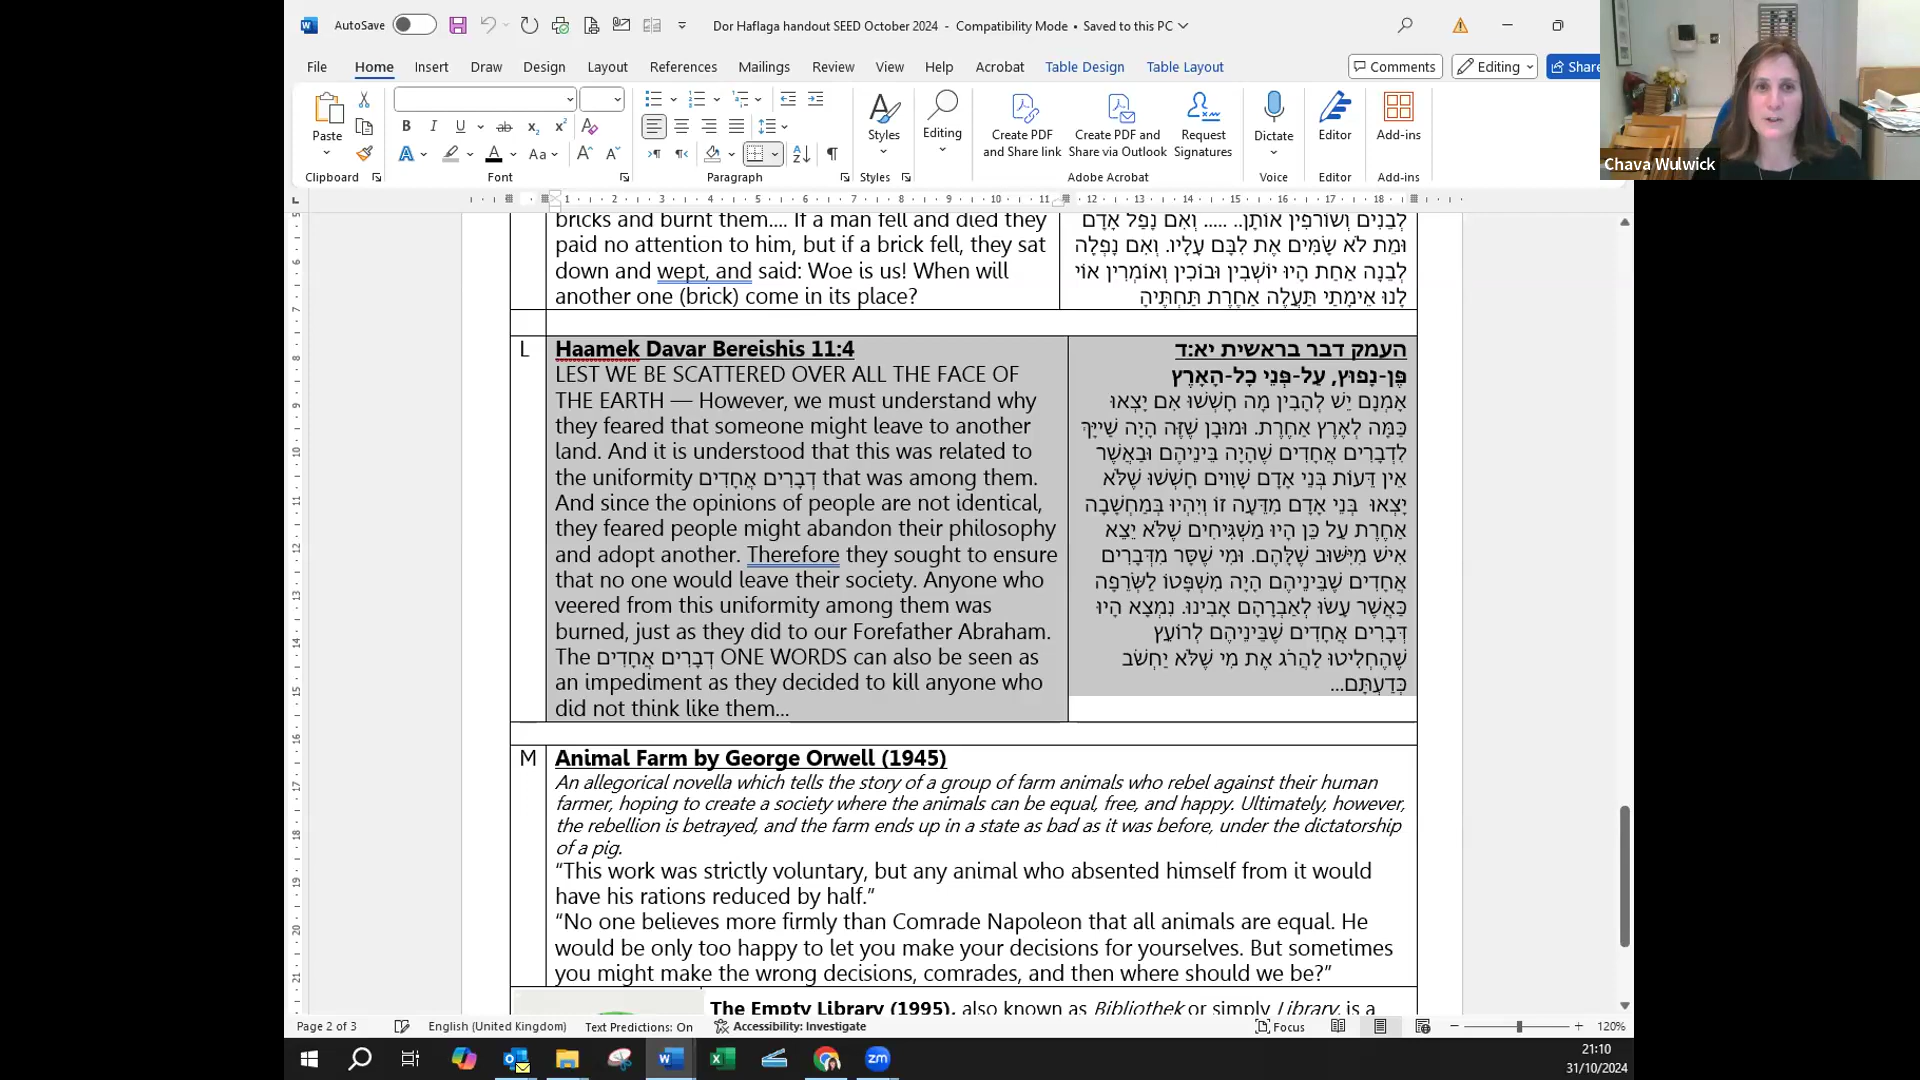 AutoSave
Dor Haflaga handout SEED October 2024 - Compatibility Mode • Saved to this PC
File Home Insert Draw Design Layout References Mailings Review View Help Acrobat Table Design Table Layout
Comments Editing Share
Chava Wulwick
Paste
Styles
Editing
Create PDF and Share link
Create PDF and Share via Outlook
Request Signatures
Dictate
Editor
Add-ins
Clipboard Font Paragraph Styles Adobe Acrobat Voice Editor Add-ins
bricks and burnt them.... If a man fell and died they
paid no attention to him, but if a brick fell, they sat
down and wept, and said: Woe is us! When will
another one (brick) come in its place?
לְבֵנִים וְשׂוֹרְפִין אוֹתָן.. ..... וְאִם נָפַל אָדָם
וּמֵת לֹא שָׂמִים אֶת לִבָּם עָלָיו. וְאִם נָפְלָה
לְבֵנָה אַחַת הָיוּ יוֹשְׁבִין וּבוֹכִין וְאוֹמְרִין אוֹי
לָנוּ אֵימָתַי תַּעֲלֶה אַחֶרֶת תַּחְתֶּיהָ
L
Haamek Davar Bereishis 11:4
LEST WE BE SCATTERED OVER ALL THE FACE OF
THE EARTH — However, we must understand why
they feared that someone might leave to another
land. And it is understood that this was related to
the uniformity דְבָרִים אֲחָדִים that was among them.
And since the opinions of people are not identical,
they feared people might abandon their philosophy
and adopt another. Therefore they sought to ensure
that no one would leave their society. Anyone who
veered from this uniformity among them was
burned, just as they did to our Forefather Abraham.
The דְבָרִים אֲחָדִים ONE WORDS can also be seen as
an impediment as they decided to kill anyone who
did not think like them...
העמק דבר בראשית יא:ד
פֶּן-נָפוּץ, עַל-פְּנֵי כָל-הָאָרֶץ
אָמְנָם יֵשׁ לְהָבִין מָה חָשְׁשׁוּ אִם יָצְאוּ
כַּמָּה לְאֶרֶץ אַחֶרֶת. וּמוּבָן שֶׁזֶּה הָיָה שַׁיָּךְ
לִדְבָרִים אֲחָדִים שֶׁהָיָה בֵּינֵיהֶם וּבַאֲשֶׁר
אֵין דֵּעוֹת בְּנֵי אָדָם שָׁוִים חָשְׁשׁוּ שֶׁלֹּא
יָצְאוּ בְּנֵי אָדָם מִדֵּעָה זוֹ וְיִהְיוּ בְּמַחְשָׁבָה
אַחֶרֶת עַל כֵּן הָיוּ מַשְׁגִּיחִים שֶׁלֹּא יֵצֵא
אִישׁ מִיִּשּׁוּב שֶׁלָּהֶם. וּמִי שֶׁסָּר מִדְּבָרִים
אֲחָדִים שֶׁבֵּינֵיהֶם הָיָה מִשְׁפָּטוֹ לִשְׂרֵפָה
כַּאֲשֶׁר עָשׂוּ לְאַבְרָהָם אָבִינוּ. נִמְצָא הָיוּ
דְּבָרִים אֲחָדִים שֶׁבֵּינֵיהֶם לְרוֹעֵץ
שֶׁהֶחְלִיטוּ לַהֲרֹג אֶת מִי שֶׁלֹּא יַחְשֹׁב
כְּדַעְתָּם...
M
Animal Farm by George Orwell (1945)
An allegorical novella which tells the story of a group of farm animals who rebel against their human
farmer, hoping to create a society where the animals can be equal, free, and happy. Ultimately, however,
the rebellion is betrayed, and the farm ends up in a state as bad as it was before, under the dictatorship
of a pig.
“This work was strictly voluntary, but any animal who absented himself from it would
have his rations reduced by half.”
“No one believes more firmly than Comrade Napoleon that all animals are equal. He
would be only too happy to let you make your decisions for yourselves. But sometimes
you might make the wrong decisions, comrades, and then where should we be?”
The Empty Library (1995), also known as Bibliothek or simply Library, is a
Page 2 of 3 English (United Kingdom) Text Predictions: On Accessibility: Investigate Focus 120%
21:10
31/10/2024